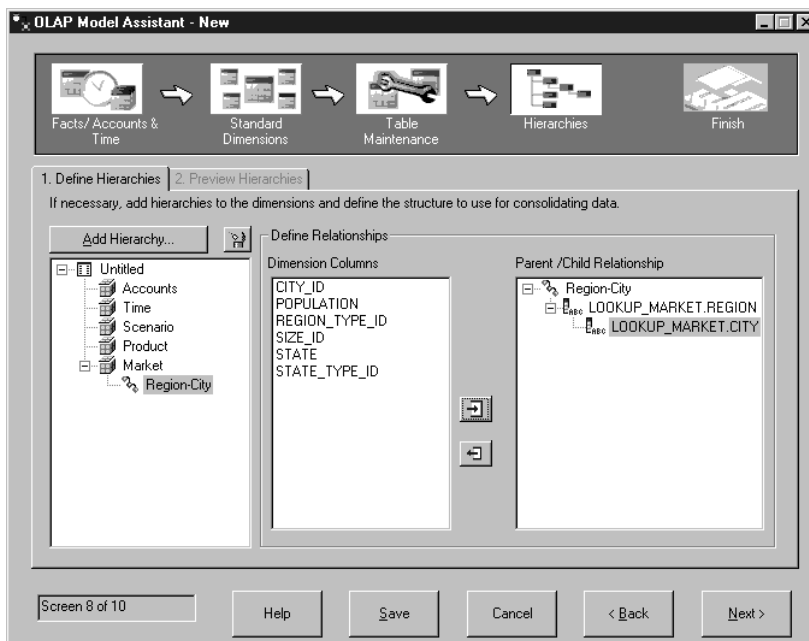 OLAP Model Assistant - New
Facts/ Accounts &
Time
Standard
Dimensions
Table
Maintenance
Hierarchies
Finish
1. Define Hierarchies
2. Preview Hierarchies
If necessary, add hierarchies to the dimensions and define the structure to use for consolidating data.
Add Hierarchy...
Untitled
Accounts
Time
Scenario
Product
Market
Region-City
Define Relationships
Dimension Columns
CITY_ID
POPULATION
REGION_TYPE_ID
SIZE_ID
STATE
STATE_TYPE_ID
Parent /Child Relationship
Region-City
ABC LOOKUP_MARKET.REGION
ABC LOOKUP_MARKET.CITY
Screen 8 of 10
Help
Save
Cancel
< Back
Next >